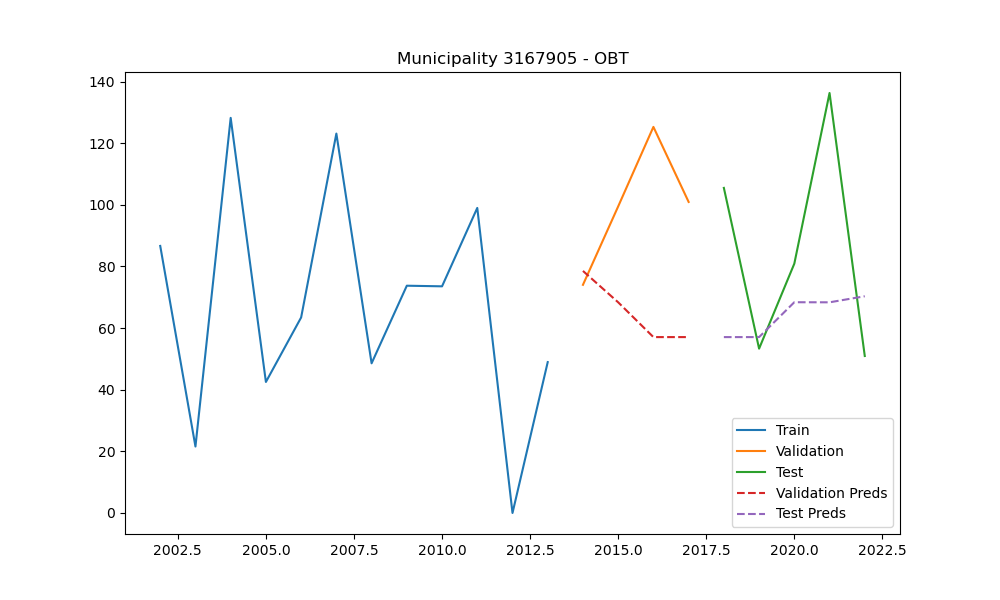 Municipality 3167905 - OBT
140
120
100
80
60
40
20
0
2002.5 2005.0 2007.5 2010.0 2012.5 2015.0 2017.5 2020.0 2022.5
Train
Validation
Test
Validation Preds
Test Preds